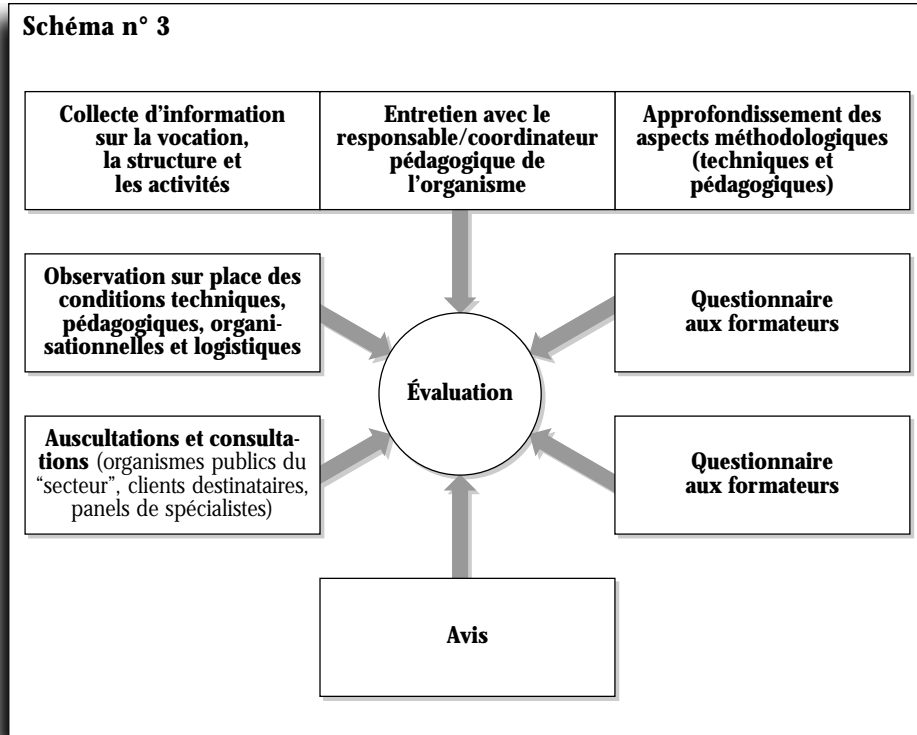 Schéma n° 3
Collecte d'information
sur la vocation,
la structure et
les activités
Entretien avec le
responsable/coordinateur
pédagogique de
l'organisme
Approfondissement des
aspects méthodologiques
(techniques et
pédagogiques)
Observation sur place des
conditions techniques,
pédagogiques, organi-
sationnelles et logistiques
Questionnaire
aux formateurs
Évaluation
Auscultations et consulta-
tions (organismes publics du
“secteur”, clients destinataires,
panels de spécialistes)
Questionnaire
aux formateurs
Avis